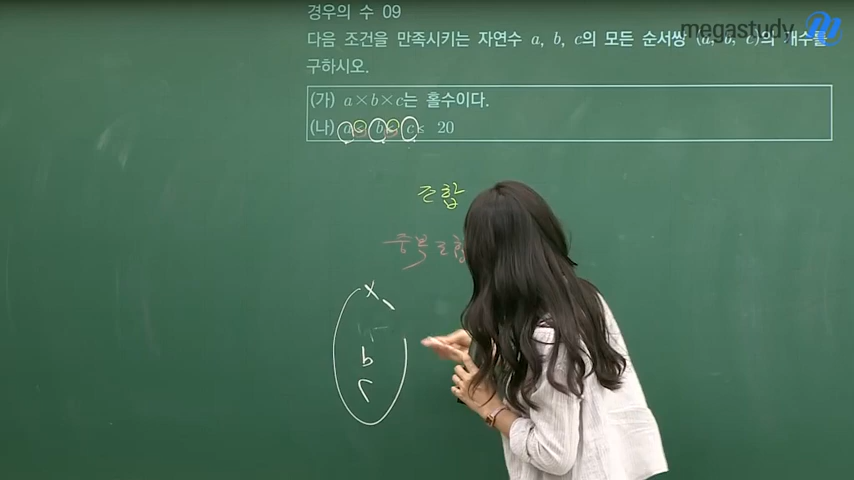 경우의 수 09
megastudy
다음 조건을 만족시키는 자연수 a, b, c의 모든 순서쌍 (a, b, c)의 개수를
구하시오.
(가) a×b×c는 홀수이다.
(나) a≤ b≤ c≤ 20
조합
중복조합
x
b